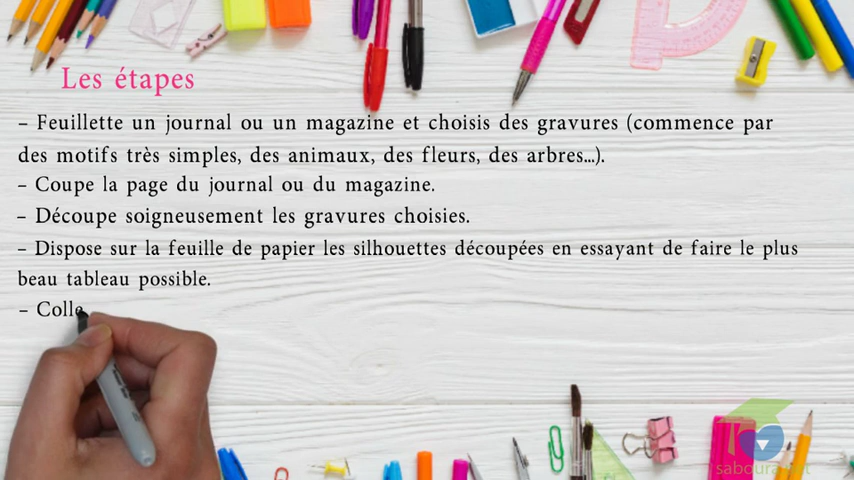 Les étapes
– Feuillette un journal ou un magazine et choisis des gravures (commence par
des motifs très simples, des animaux, des fleurs, des arbres...).
– Coupe la page du journal ou du magazine.
– Découpe soigneusement les gravures choisies.
– Dispose sur la feuille de papier les silhouettes découpées en essayant de faire le plus
beau tableau possible.
– Colle